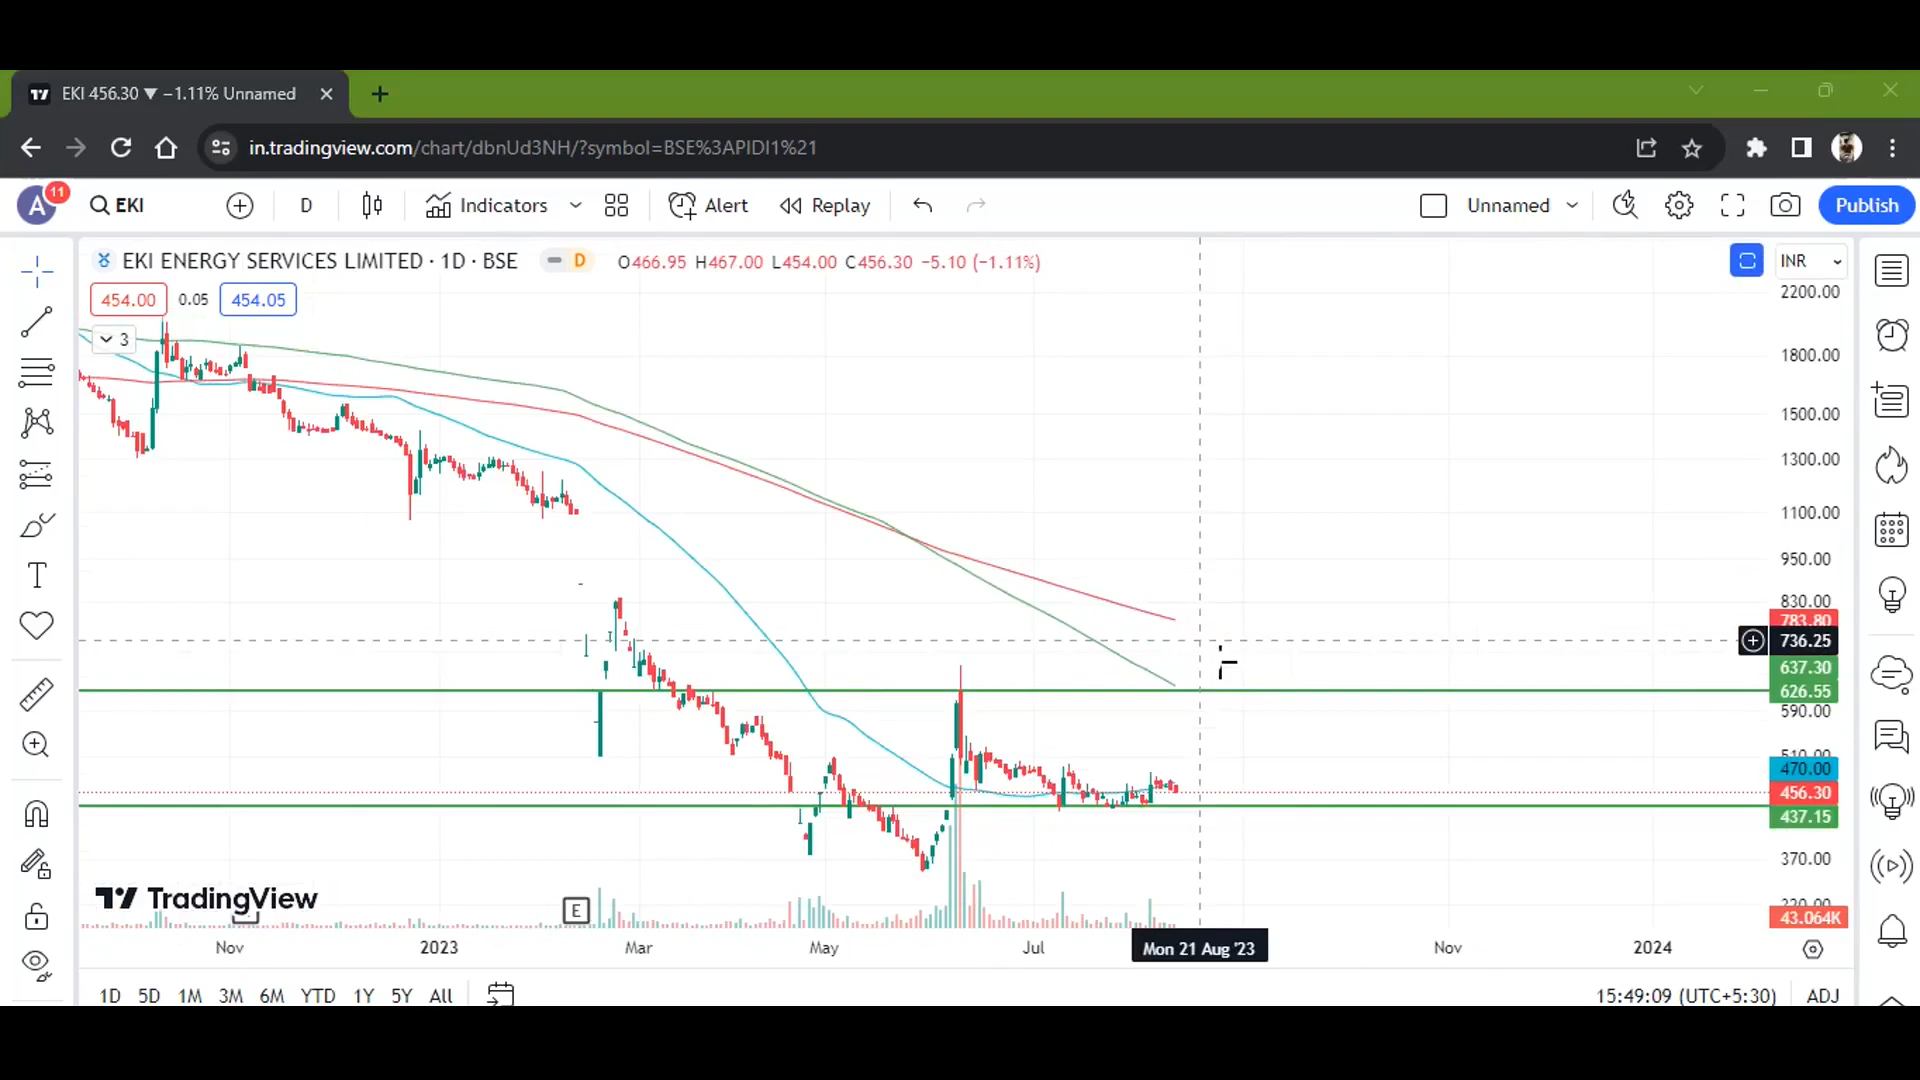 EKI 456.30 ▼ −1.11% Unnamed
in.tradingview.com/chart/dbnUd3NH/?symbol=BSE%3APIDI1%21
A 11 EKI D Indicators Alert Replay Unnamed Publish
EKI ENERGY SERVICES LIMITED · 1D · BSE D O466.95 H467.00 L454.00 C456.30 −5.10 (−1.11%) INR
454.00 0.05 454.05
3
2200.00
1800.00
1500.00
1300.00
1100.00
950.00
830.00
783.80
736.25
637.30
626.55
590.00
510.00
470.00
456.30
437.15
370.00
43.064K
T
TradingView
E
Nov 2023 Mar May Jul Mon 21 Aug '23 Nov 2024
1D 5D 1M 3M 6M YTD 1Y 5Y All 15:49:09 (UTC+5:30) ADJ